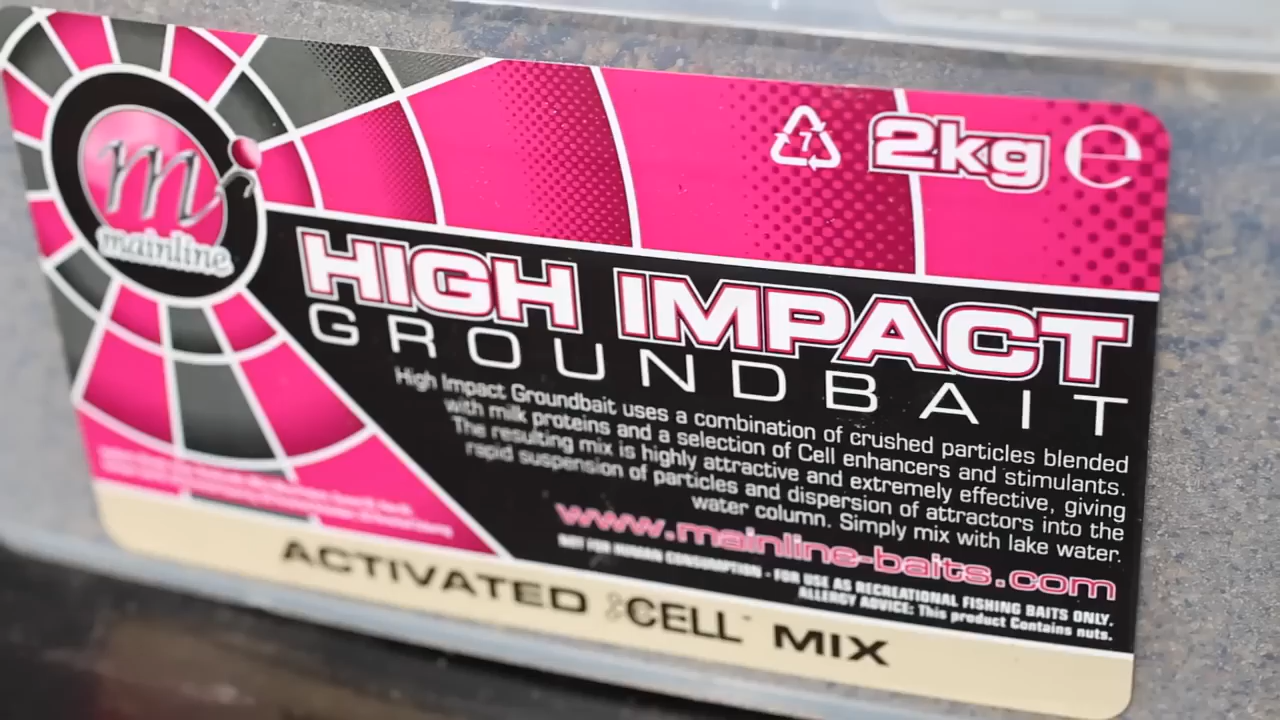 m
mainline
7
2kg e
HIGH IMPACT
GROUNDBAIT
High Impact Groundbait uses a combination of crushed particles blended
with milk proteins and a selection of Cell enhancers and stimulants.
The resulting mix is highly attractive and extremely effective, giving
rapid suspension of particles and dispersion of attractors into the
water column. Simply mix with lake water.
www.mainline-baits.com
NOT FOR HUMAN CONSUMPTION - FOR USE AS RECREATIONAL FISHING BAITS ONLY.
ALLERGY ADVICE: This product Contains nuts.
ACTIVATED CELL™ MIX